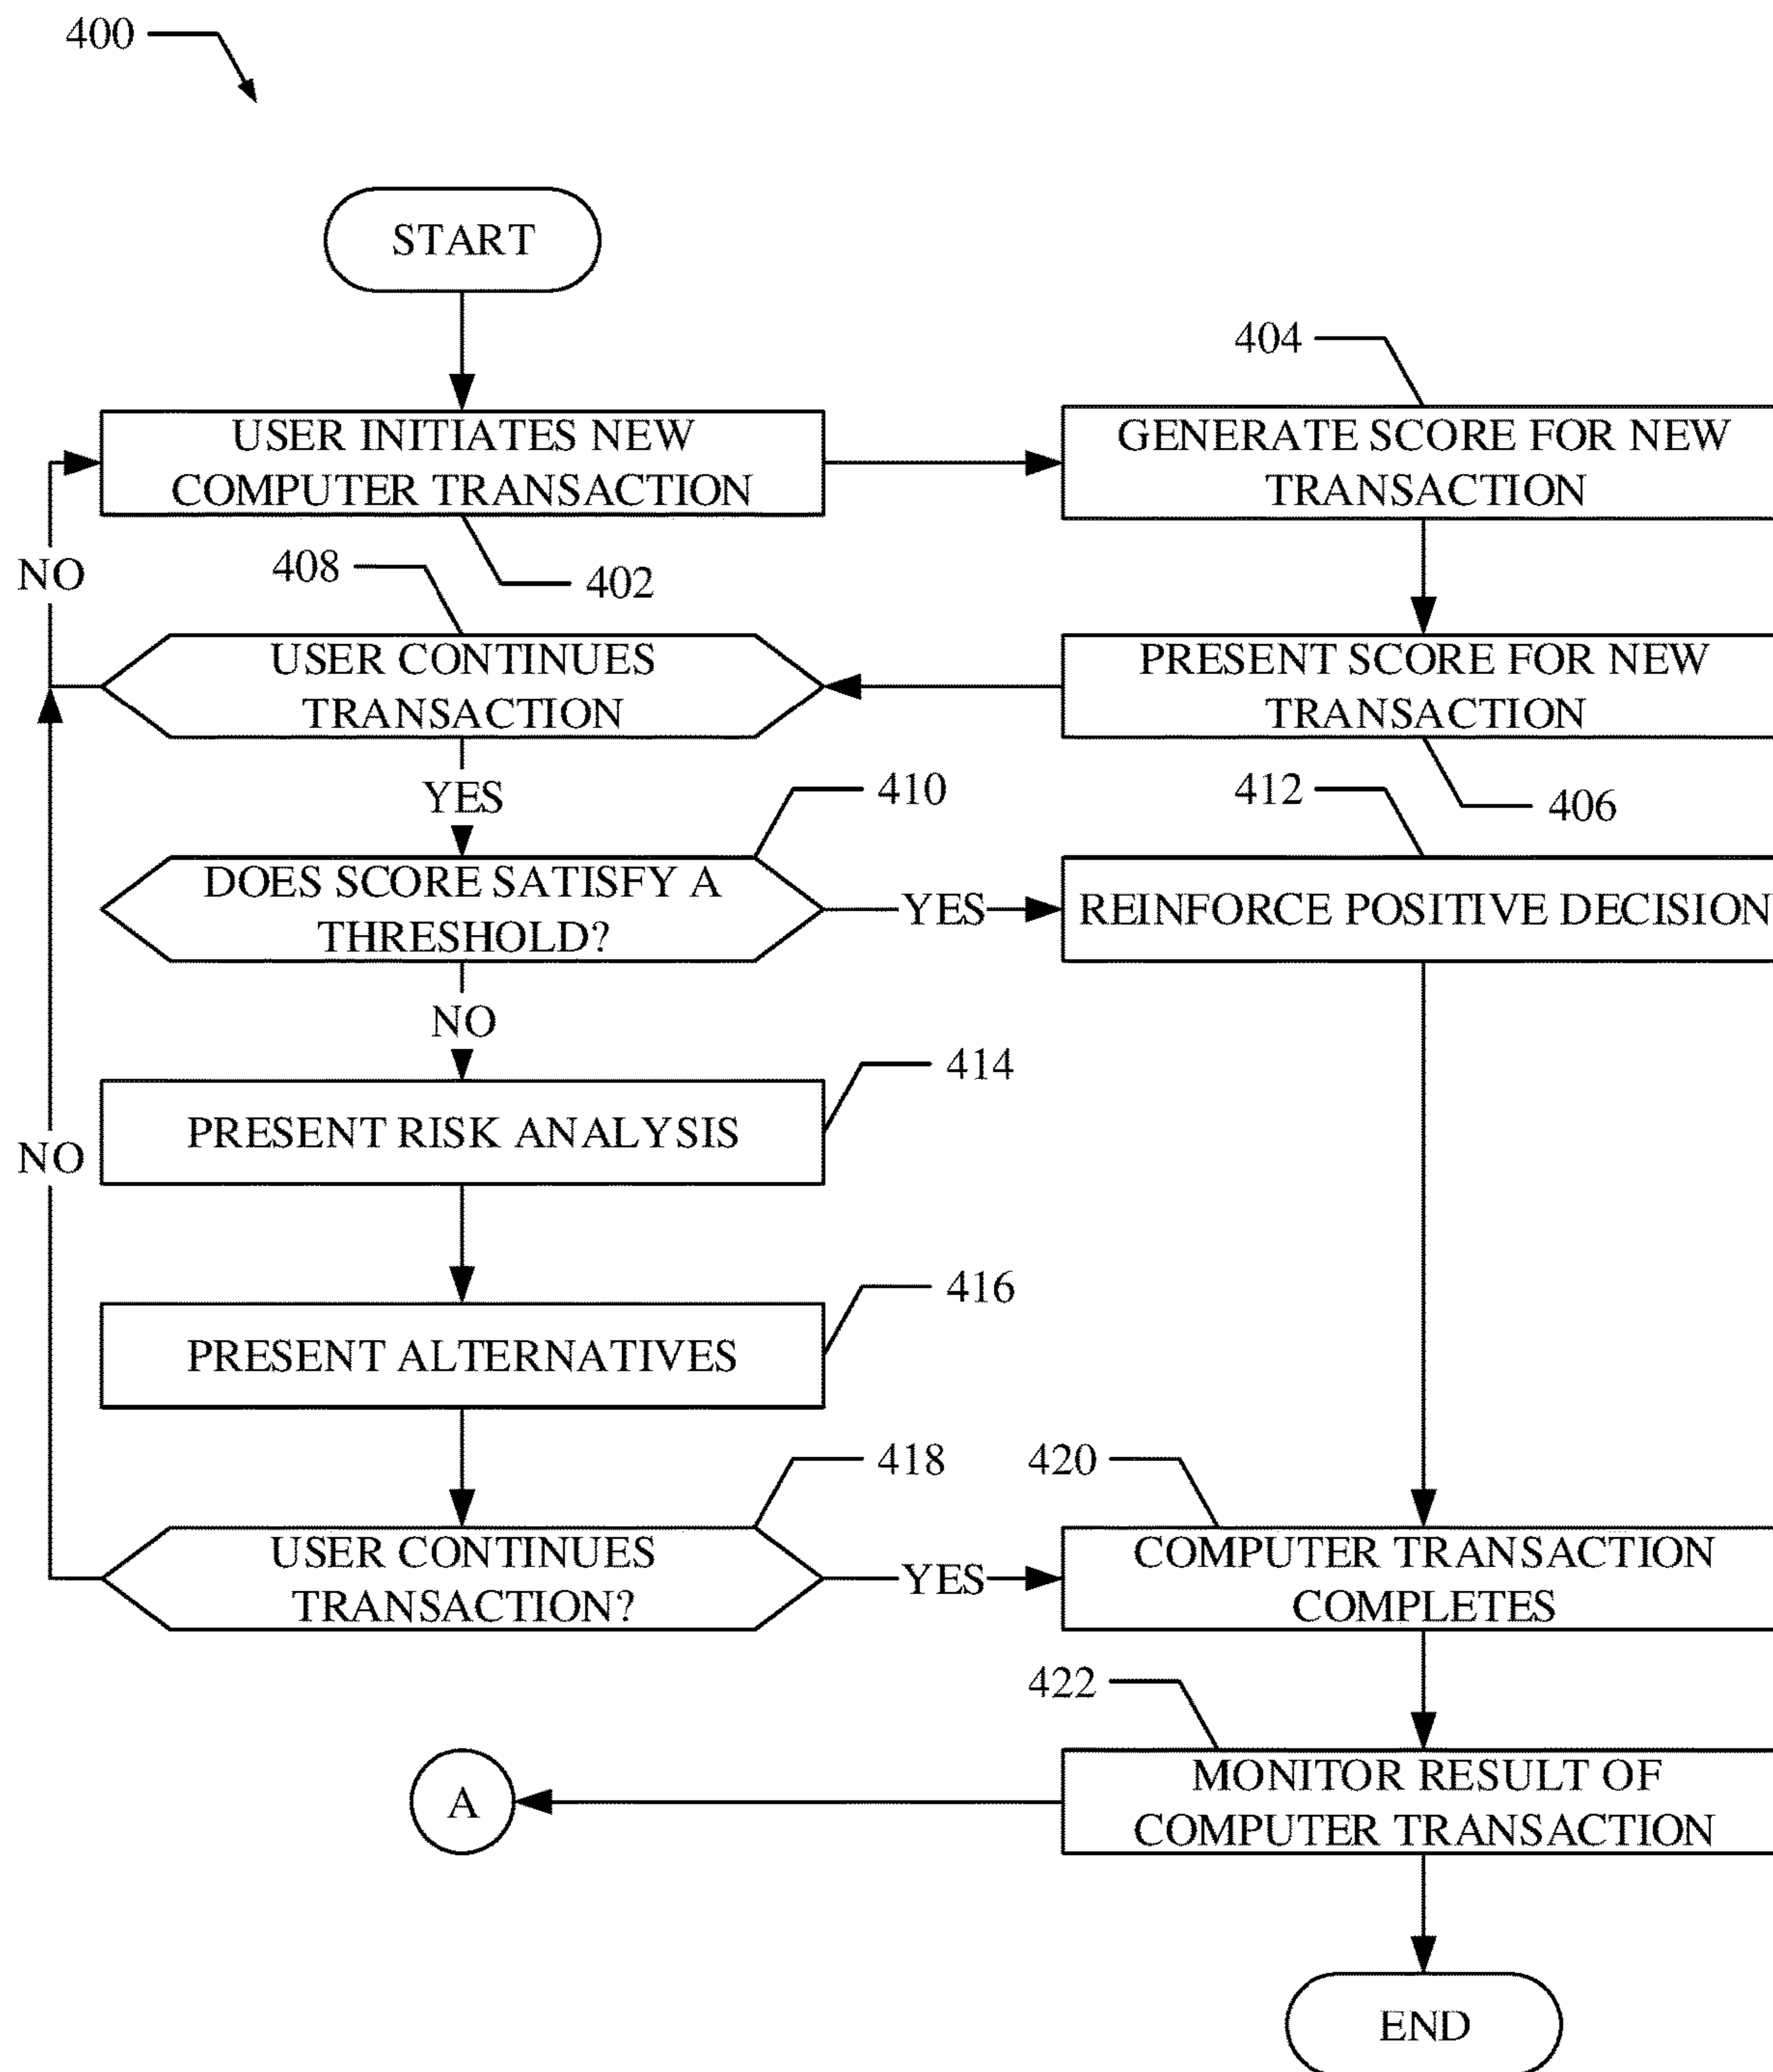 400
START
404
USER INITIATES NEW
COMPUTER TRANSACTION
GENERATE SCORE FOR NEW
TRANSACTION
NO
408
402
USER CONTINUES
TRANSACTION
PRESENT SCORE FOR NEW
TRANSACTION
YES
410
412
406
DOES SCORE SATISFY A
THRESHOLD?
YES
REINFORCE POSITIVE DECISION
NO
414
PRESENT RISK ANALYSIS
NO
416
PRESENT ALTERNATIVES
418
420
USER CONTINUES
TRANSACTION?
YES
COMPUTER TRANSACTION
COMPLETES
422
A
MONITOR RESULT OF
COMPUTER TRANSACTION
END